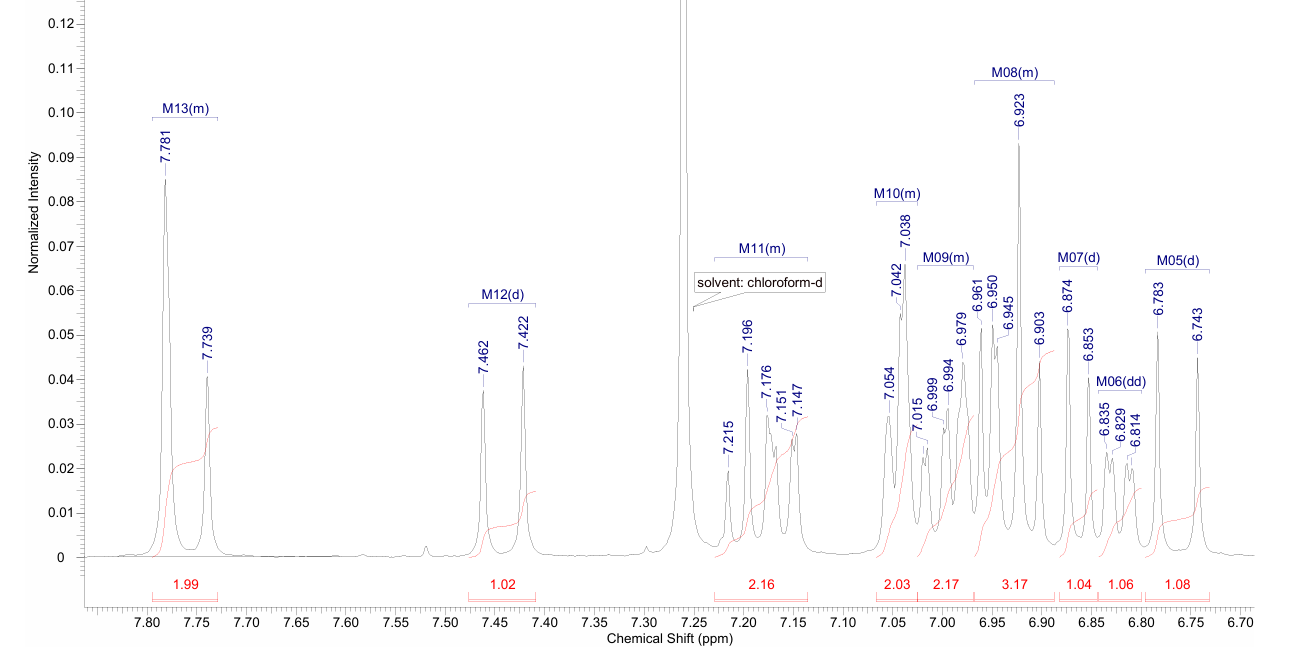 0.12
0.11
0.10
0.09
0.08
0.07
0.06
0.05
0.04
0.03
0.02
0.01
0
Normalized Intensity
M13(m)
7.781
7.739
M12(d)
7.462
7.422
M11(m)
solvent: chloroform-d
7.215
7.196
7.176
7.151
7.147
M10(m)
7.054
7.042
7.038
M09(m)
7.015
6.999
6.994
6.979
M08(m)
6.961
6.950
6.945
6.923
6.903
M07(d)
6.874
6.853
M06(dd)
6.835
6.829
6.814
M05(d)
6.783
6.743
1.99 1.02 2.16 2.03 2.17 3.17 1.04 1.06 1.08
7.80 7.75 7.70 7.65 7.60 7.55 7.50 7.45 7.40 7.35 7.30 7.25 7.20 7.15 7.10 7.05 7.00 6.95 6.90 6.85 6.80 6.75 6.70
Chemical Shift (ppm)